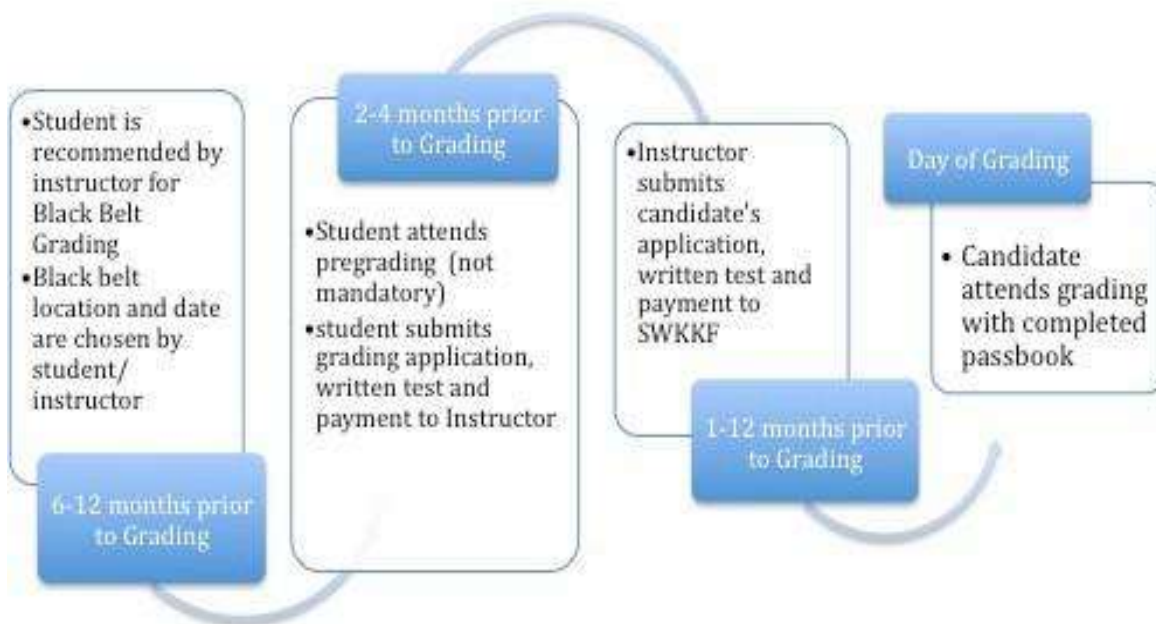 •Student is
recommended by
instructor for
Black Belt
Grading
•Black belt
location and date
are chosen by
student/
instructor
6-12 months prior
to Grading
2-4 months prior
to Grading
•Student attends
pregrading (not
mandatory)
•student submits
grading application,
written test and
payment to Instructor
•Instructor
submits
candidate's
application,
written test and
payment to
SWKKF
1-12 months prior
to Grading
Day of Grading
• Candidate
attends grading
with completed
passbook